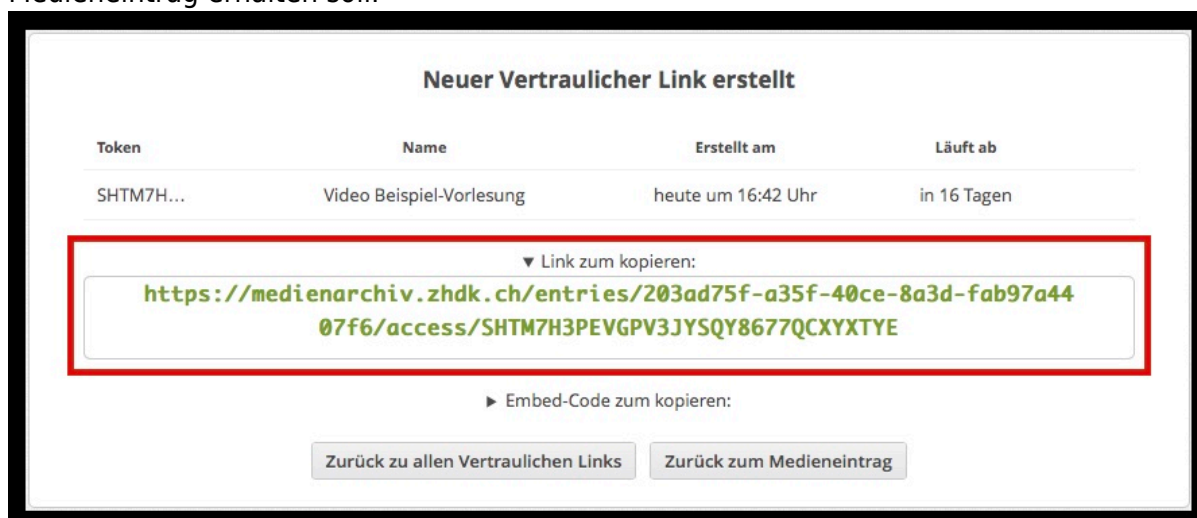 Medieneintrag erhalten soll.
Neuer Vertraulicher Link erstellt
Token Name Erstellt am Läuft ab
SHTM7H... Video Beispiel-Vorlesung heute um 16:42 Uhr in 16 Tagen
▼ Link zum kopieren:
https://medienarchiv.zhdk.ch/entries/203ad75f-a35f-40ce-8a3d-fab97a44
07f6/access/SHTM7H3PEVGPV3JYSQY8677QCXYXTYE
► Embed-Code zum kopieren:
Zurück zu allen Vertraulichen Links Zurück zum Medieneintrag